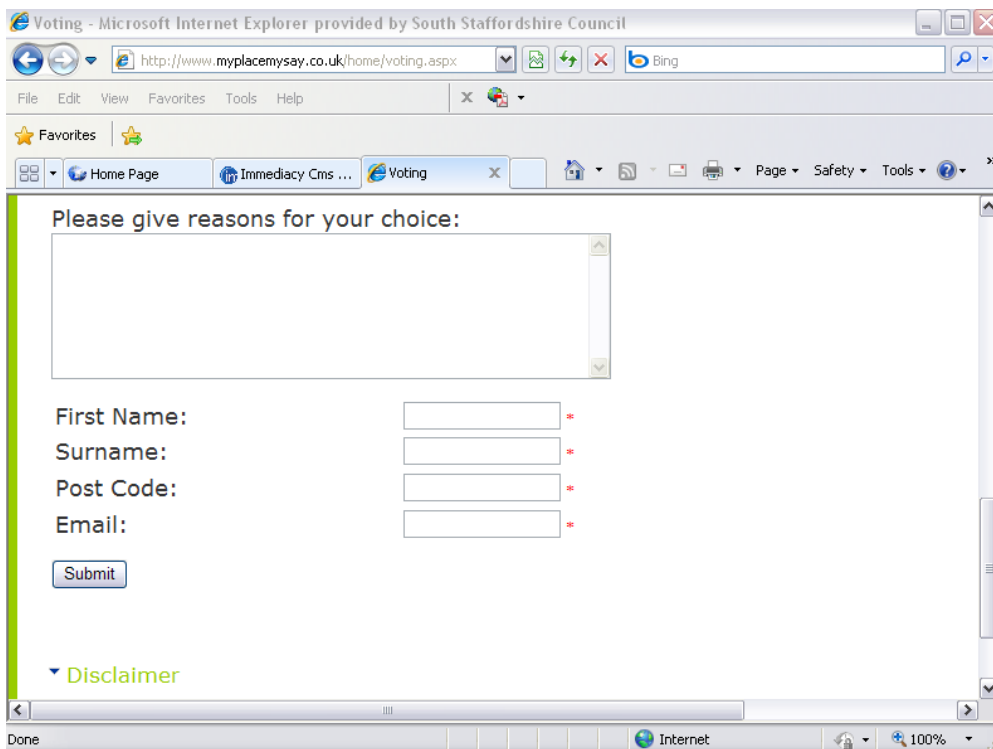 Voting - Microsoft Internet Explorer provided by South Staffordshire Council
http://www.myplacemysay.co.uk/home/voting.aspx
Bing
File Edit View Favorites Tools Help
Favorites
Home Page
Immediacy Cms ...
Voting
Page
Safety
Tools
Please give reasons for your choice:
First Name: *
Surname: *
Post Code: *
Email: *
Submit
Disclaimer
Done
Internet
100%